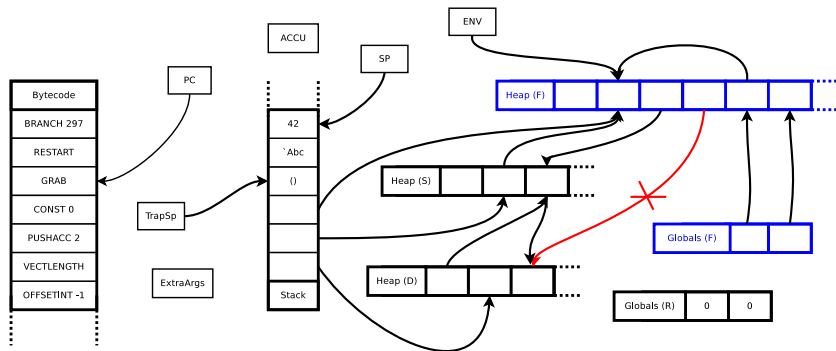 ENV
ACCU
SP
PC
Bytecode
BRANCH 297
RESTART
GRAB
CONST 0
PUSHACC 2
VECTLENGTH
OFFSETINT -1
TrapSp
ExtraArgs
42
`Abc
()
Stack
Heap (F)
Heap (S)
Globals (F)
Heap (D)
Globals (R) 0 0